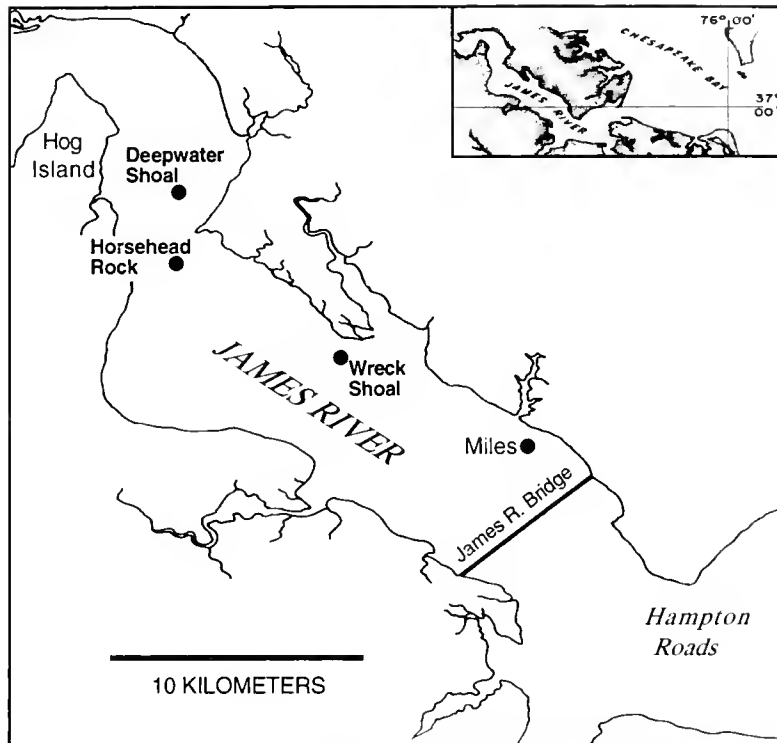 76° 00'
CHESAPEAKE BAY
JAMES RIVER
37°
00'
Hog
Island
Deepwater
Shoal
Horsehead
Rock
JAMES RIVER
Wreck
Shoal
Miles
James R. Bridge
Hampton
Roads
10 KILOMETERS